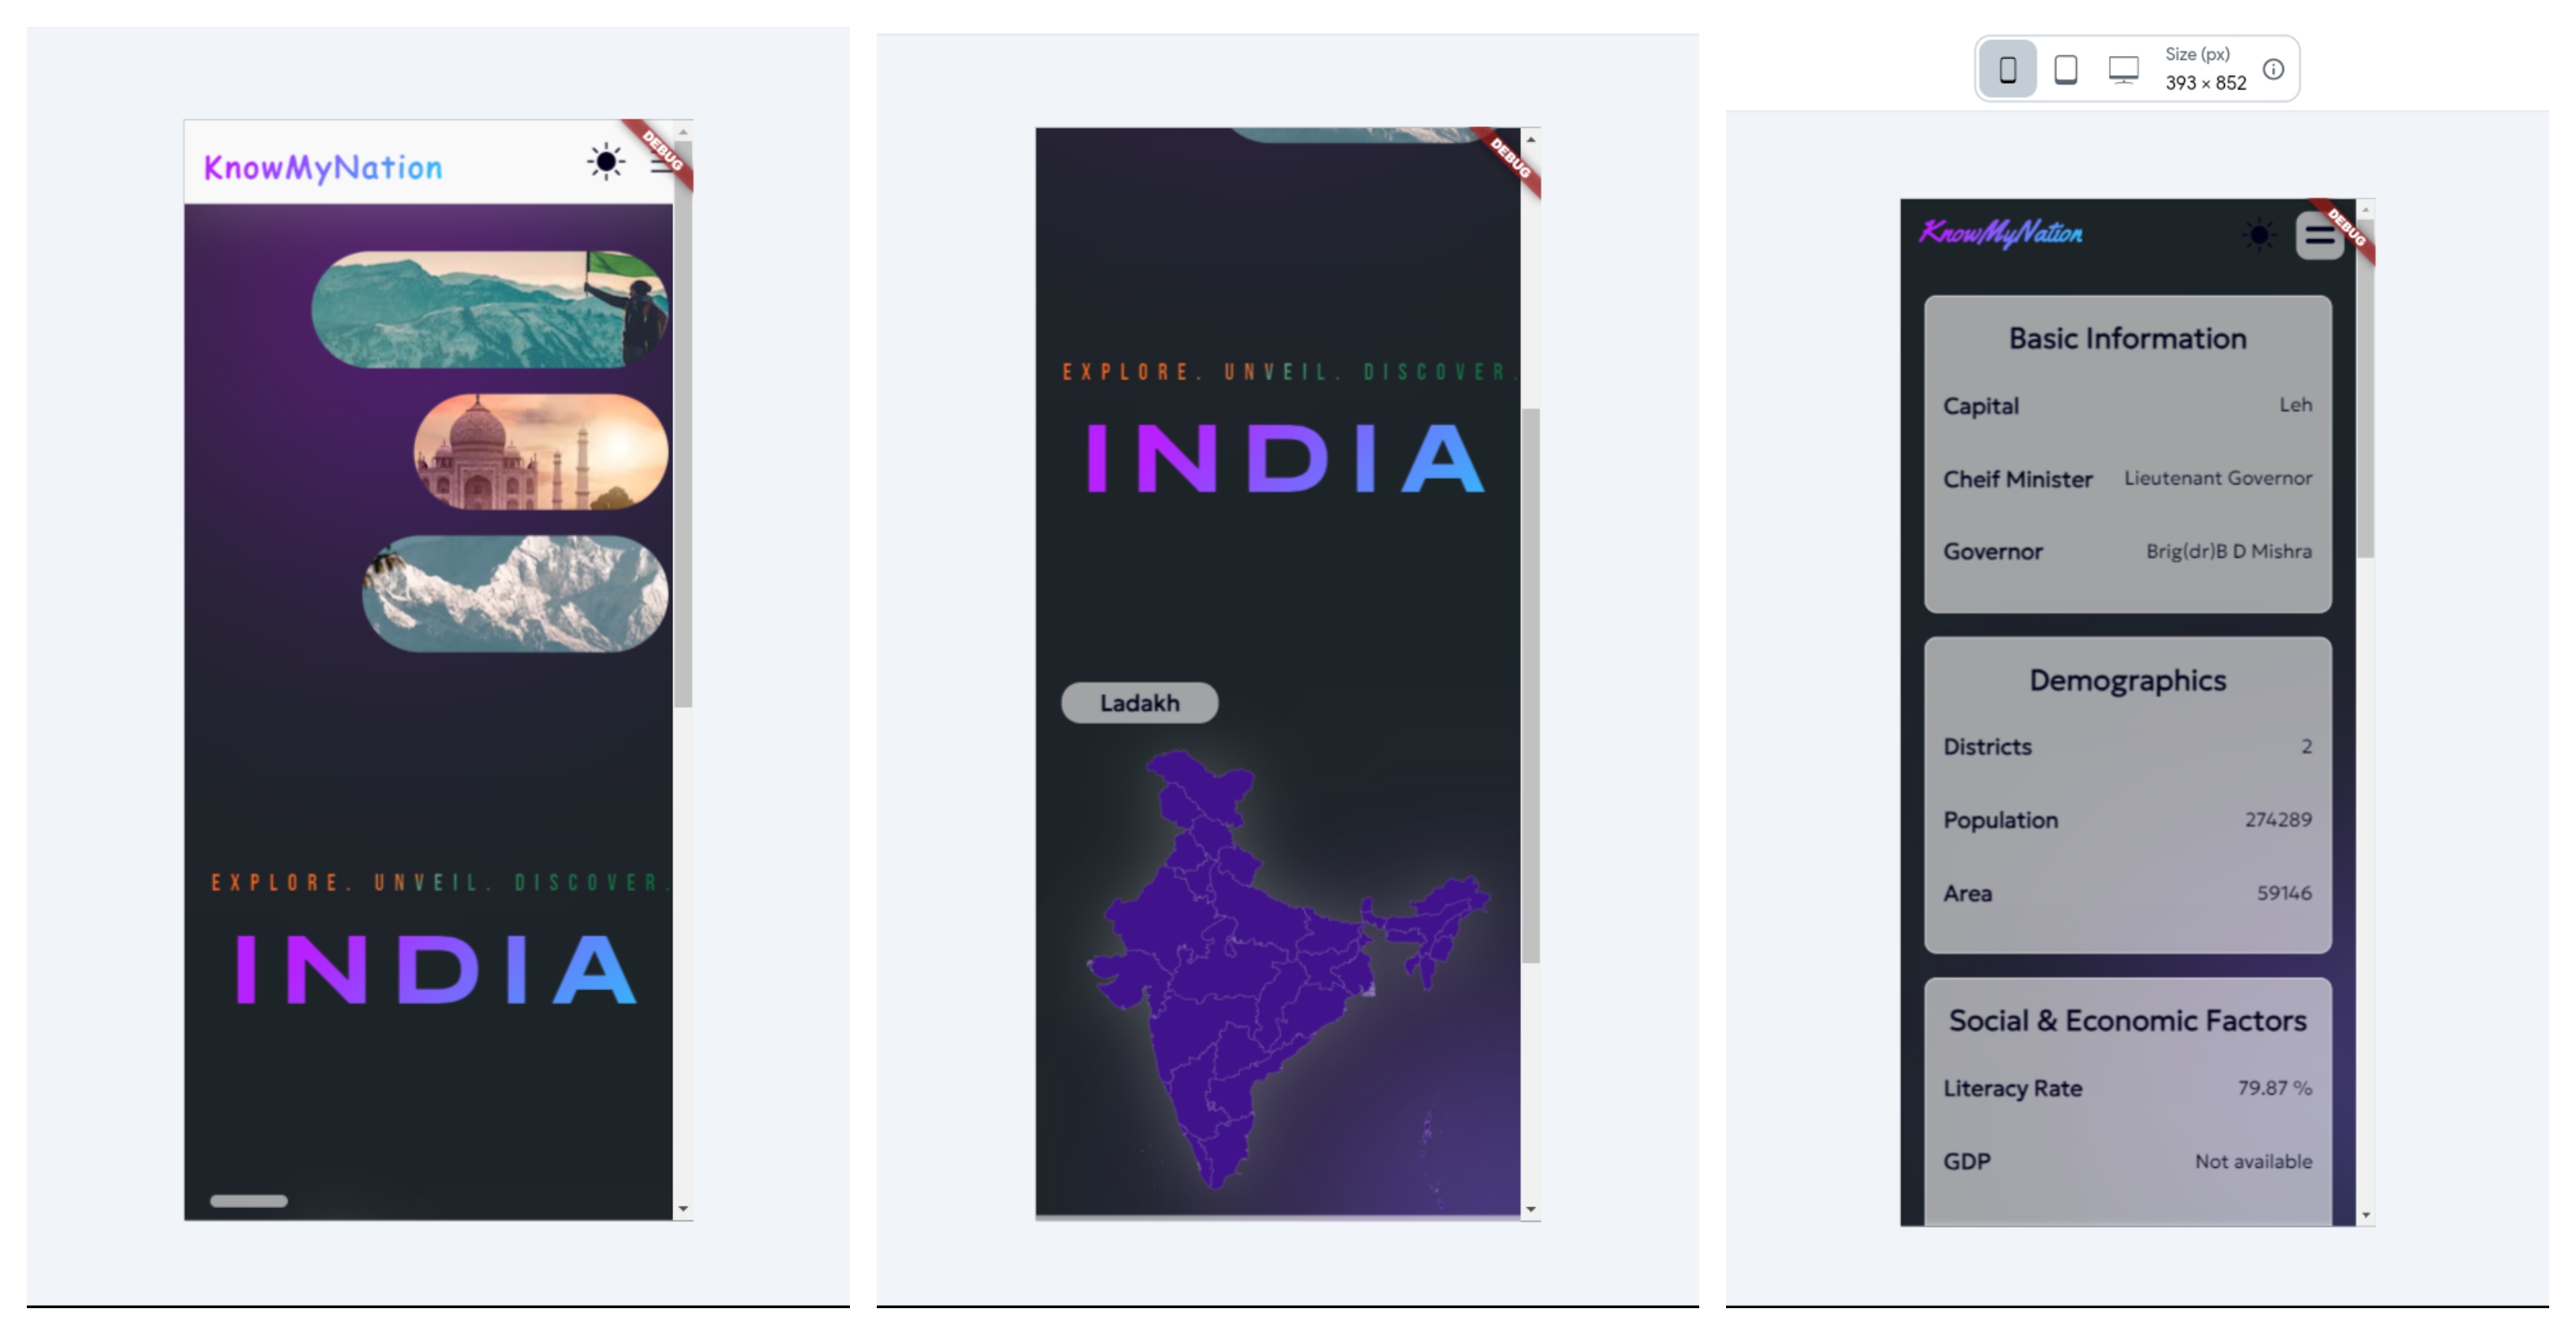 KnowMyNation
DEBUG
EXPLORE. UNVEIL. DISCOVER.
INDIA
DEBUG
EXPLORE. UNVEIL. DISCOVER.
INDIA
Ladakh
Size (px)
393 × 852
KnowMyNation
DEBUG
Basic Information
Capital Leh
Cheif Minister Lieutenant Governor
Governor Brig(dr)B D Mishra
Demographics
Districts 2
Population 274289
Area 59146
Social & Economic Factors
Literacy Rate 79.87 %
GDP Not available